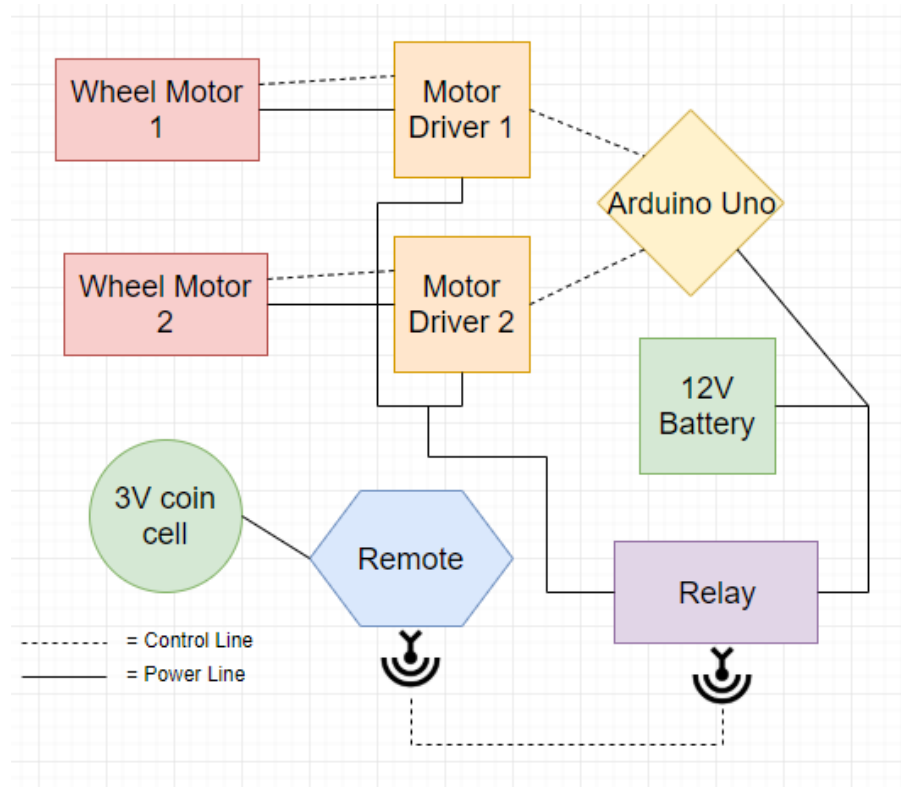 Wheel Motor
1
Motor
Driver 1
Arduino Uno
Wheel Motor
2
Motor
Driver 2
12V
Battery
3V coin
cell
Remote
Relay
= Control Line
= Power Line